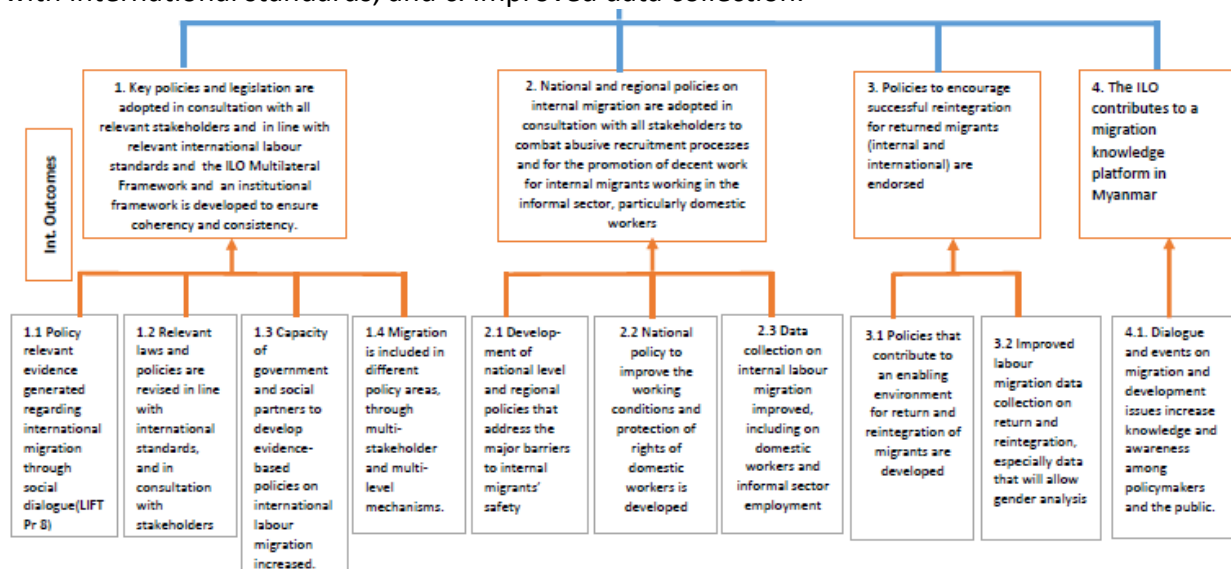 with international standards, and c. improved data collection.
1. Key policies and legislation are
adopted in consultation with all
relevant stakeholders and in line with
relevant international labour
standards and the ILO Multilateral
Framework and an institutional
framework is developed to ensure
coherency and consistency.
2. National and regional policies on
internal migration are adopted in
consultation with all stakeholders to
combat abusive recruitment processes
and for the promotion of decent work
for internal migrants working in the
informal sector, particularly domestic
workers
3. Policies to encourage
successful reintegration
for returned migrants
(internal and
international) are
endorsed
4. The ILO
contributes to a
migration
knowledge
platform in
Myanmar
Int. Outcomes
1.1 Policy
relevant
evidence
generated
regarding
international
migration
through
social
dialogue(LIFT
Pr 8)
1.2 Relevant
laws and
policies are
revised in line
with
international
standards,
and in
consultation
with
stakeholders
1.3 Capacity
of
government
and social
partners to
develop
evidence-
based
policies on
international
labour
migration
increased.
1.4 Migration
is included in
different
policy areas,
through
multi-
stakeholder
and multi-
level
mechanisms.
2.1 Develop-
ment of
national level
and regional
policies that
address the
major barriers
to internal
migrants'
safety
2.2 National
policy to
improve the
working
conditions and
protection of
rights of
domestic
workers is
developed
2.3 Data
collection on
internal labour
migration
improved,
including on
domestic
workers and
informal sector
employment
3.1 Policies that
contribute to
an enabling
environment
for return and
reintegration of
migrants are
developed
3.2 Improved
labour
migration data
collection on
return and
reintegration,
especially data
that will allow
gender analysis
4.1. Dialogue
and events on
migration and
development
issues increase
knowledge and
awareness
among
policymakers
and the public.